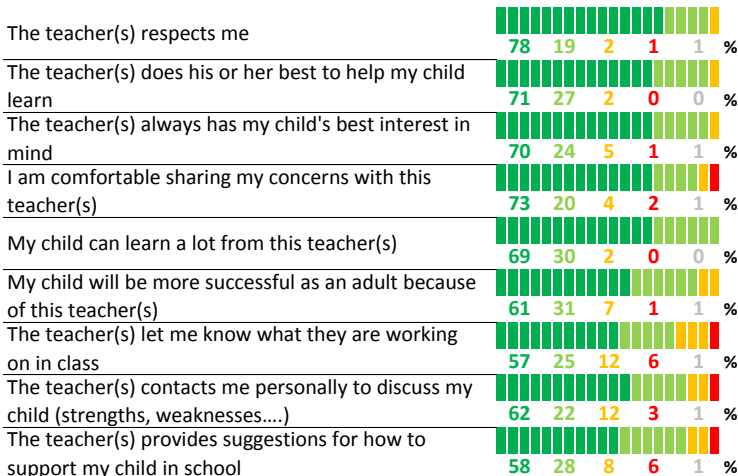 The teacher(s) respects me
78 19 2 1 1 %
The teacher(s) does his or her best to help my child
learn
71 27 2 0 0 %
The teacher(s) always has my child's best interest in
mind
70 24 5 1 1 %
I am comfortable sharing my concerns with this
teacher(s)
73 20 4 2 1 %
My child can learn a lot from this teacher(s)
69 30 2 0 0 %
My child will be more successful as an adult because
of this teacher(s)
61 31 7 1 1 %
The teacher(s) let me know what they are working
on in class
57 25 12 6 1 %
The teacher(s) contacts me personally to discuss my
child (strengths, weaknesses….)
62 22 12 3 1 %
The teacher(s) provides suggestions for how to
support my child in school
58 28 8 6 1 %